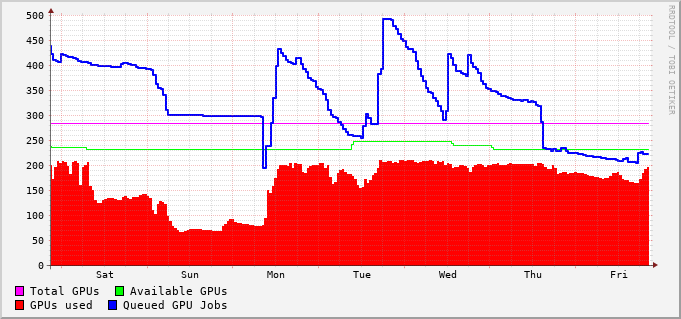 500
450
400
350
300
250
200
150
100
50
0
Sat Sun Mon Tue Wed Thu Fri
Total GPUs Available GPUs
GPUs used Queued GPU Jobs
RRDTOOL / TOBI OETIKER